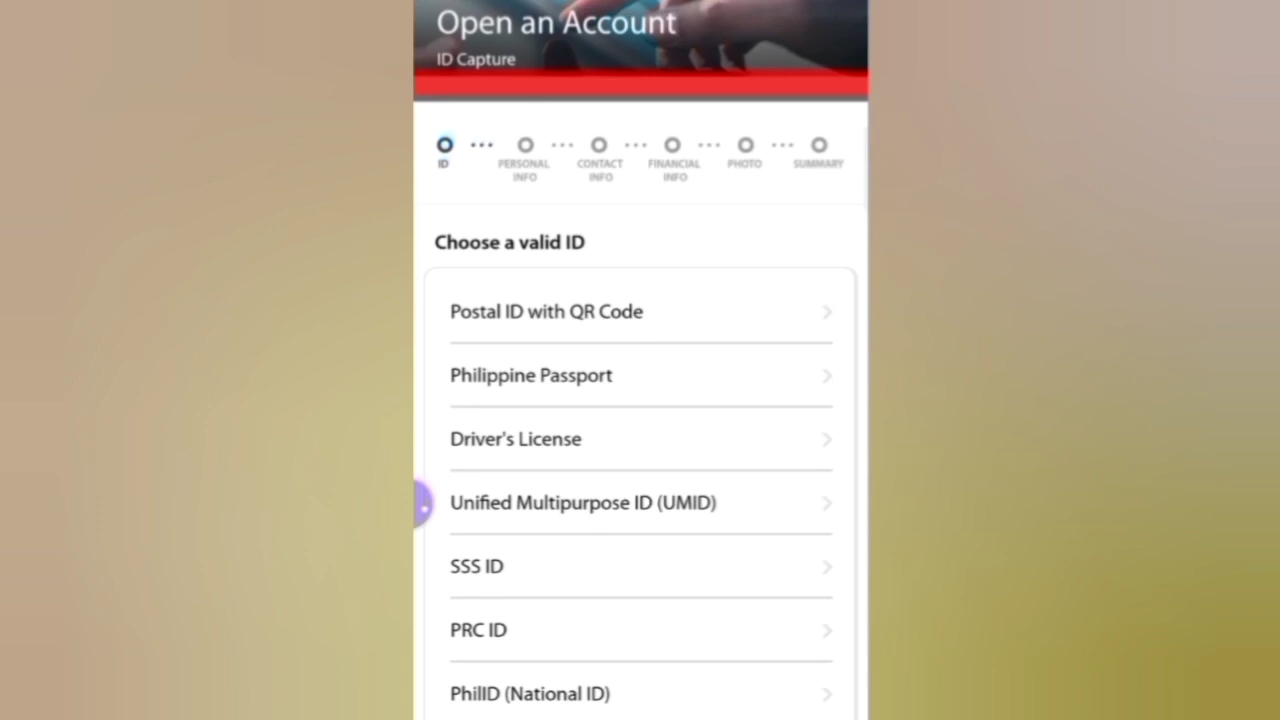 Open an Account
ID Capture
ID
PERSONAL INFO
CONTACT INFO
FINANCIAL INFO
PHOTO
SUMMARY
Choose a valid ID
Postal ID with QR Code
Philippine Passport
Driver's License
Unified Multipurpose ID (UMID)
SSS ID
PRC ID
PhilID (National ID)